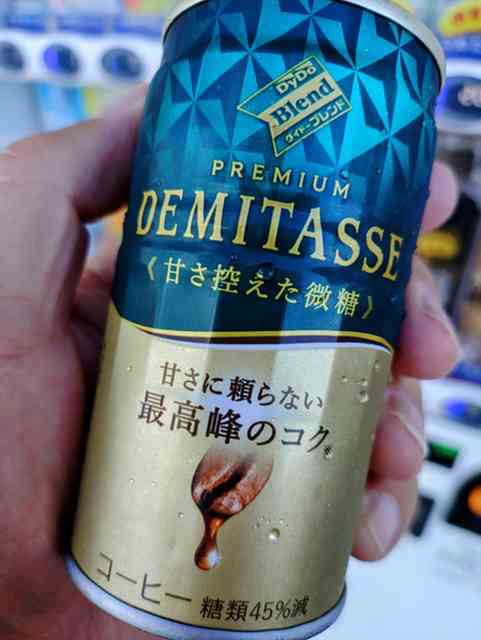 DyDo
Blend
ダイドーブレンド
PREMIUM
DEMITASSE
《甘さ控えた微糖》
甘さに頼らない
最高峰のコク。
コーヒー 糖類45%減